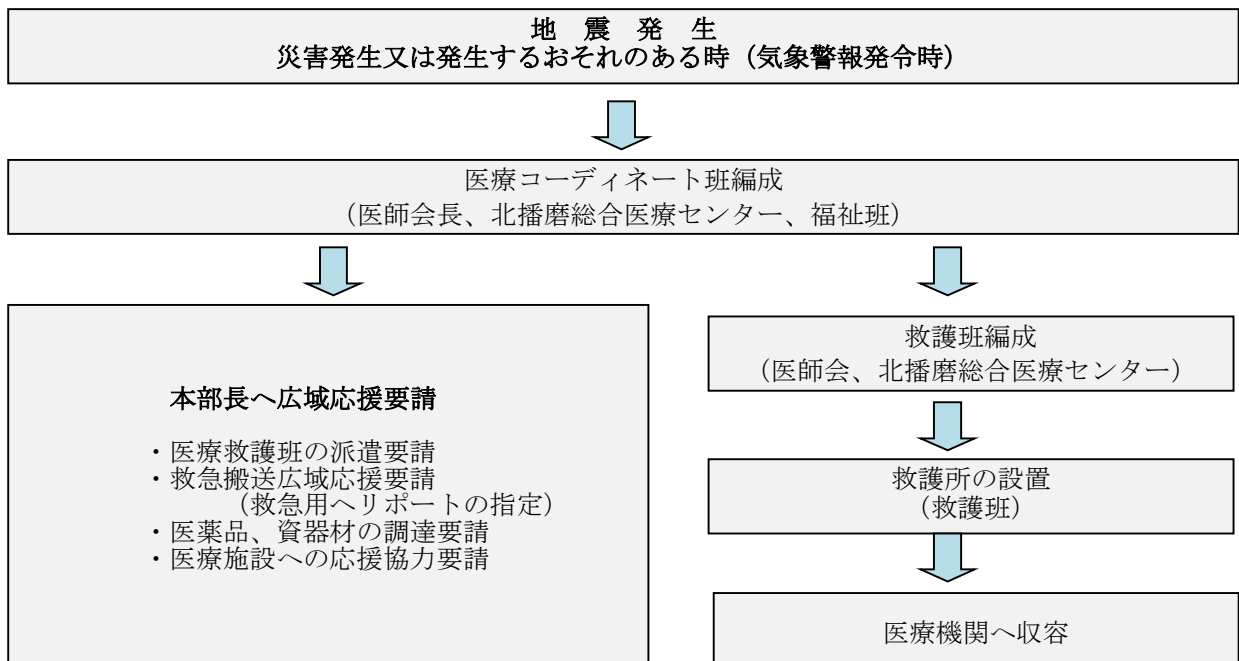 地　震　発　生
災害発生又は発生するおそれのある時（気象警報発令時）
医療コーディネート班編成
（医師会長、北播磨総合医療センター、福祉班）
本部長へ広域応援要請
・医療救護班の派遣要請
・救急搬送広域応援要請
（救急用ヘリポートの指定）
・医薬品、資器材の調達要請
・医療施設への応援協力要請
救護班編成
（医師会、北播磨総合医療センター）
救護所の設置
（救護班）
医療機関へ収容